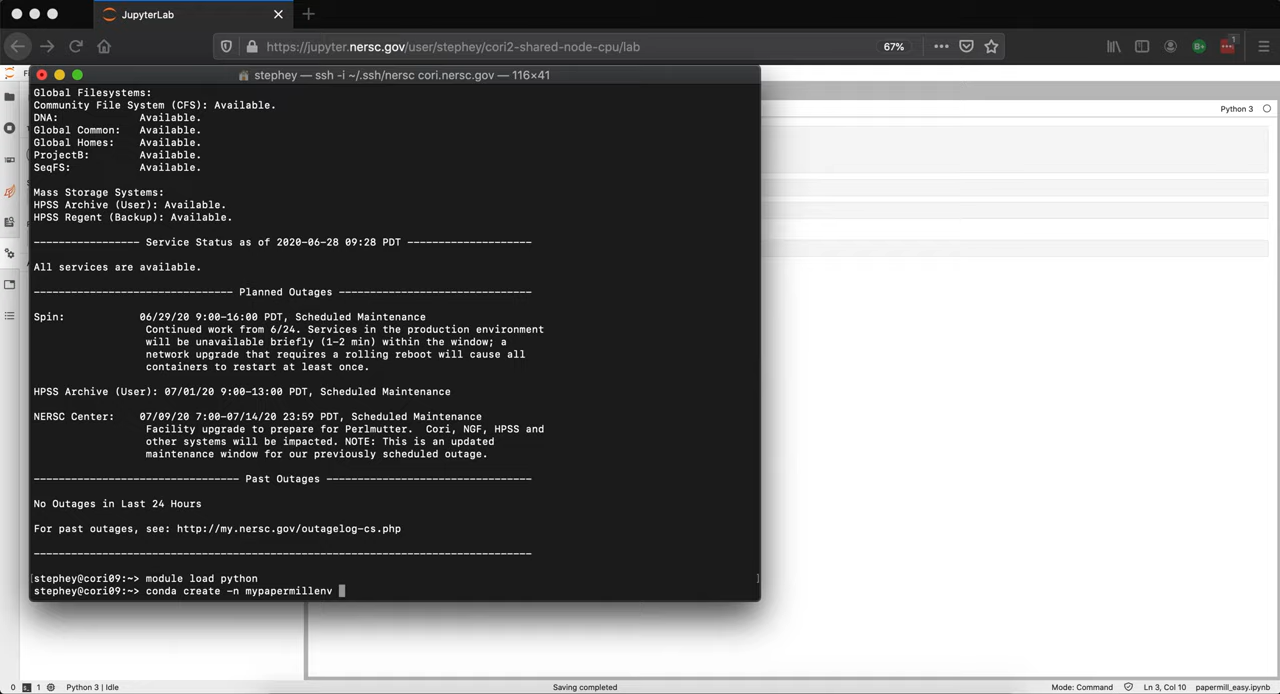 JupyterLab
https://jupyter.nersc.gov/user/stephey/cori2-shared-node-cpu/lab
67%
B+
1
stephey — ssh -i ~/.ssh/nersc cori.nersc.gov — 116×41
F
Global Filesystems:
Community File System (CFS): Available.
DNA: Available.
Global Common: Available.
Global Homes: Available.
ProjectB: Available.
SeqFS: Available.
Mass Storage Systems:
HPSS Archive (User): Available.
HPSS Regent (Backup): Available.
----------------- Service Status as of 2020-06-28 09:28 PDT --------------------
All services are available.
-------------------------------- Planned Outages ---------------------------------
Spin: 06/29/20 9:00-16:00 PDT, Scheduled Maintenance
Continued work from 6/24. Services in the production environment
will be unavailable briefly (1-2 min) within the window; a
network upgrade that requires a rolling reboot will cause all
containers to restart at least once.
HPSS Archive (User): 07/01/20 9:00-13:00 PDT, Scheduled Maintenance
NERSC Center: 07/09/20 7:00-07/14/20 23:59 PDT, Scheduled Maintenance
Facility upgrade to prepare for Perlmutter. Cori, NGF, HPSS and
other systems will be impacted. NOTE: This is an updated
maintenance window for our previously scheduled outage.
--------------------------------- Past Outages ---------------------------------
No Outages in Last 24 Hours
For past outages, see: http://my.nersc.gov/outagelog-cs.php
--------------------------------------------------------------------------------
[stephey@cori09:~> module load python ]
stephey@cori09:~> conda create -n mypapermillenv
Python 3
0 1 Python 3 | Idle
Saving completed
Mode: Command
Ln 3, Col 10
papermill_easy.ipynb